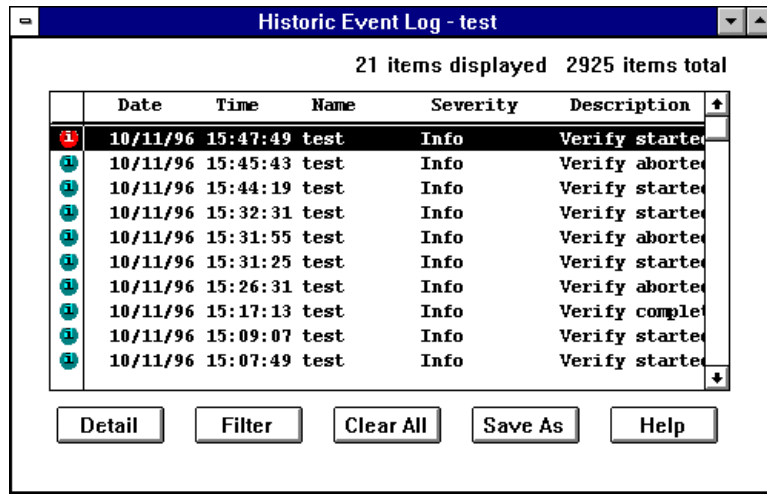 Historic Event Log - test
21 items displayed 2925 items total
Date Time Name Severity Description
10/11/96 15:47:49 test Info Verify started
10/11/96 15:45:43 test Info Verify aborted
10/11/96 15:44:19 test Info Verify started
10/11/96 15:32:31 test Info Verify started
10/11/96 15:31:55 test Info Verify aborted
10/11/96 15:31:25 test Info Verify started
10/11/96 15:26:31 test Info Verify aborted
10/11/96 15:17:13 test Info Verify complet
10/11/96 15:09:07 test Info Verify started
10/11/96 15:07:49 test Info Verify started
Detail Filter Clear All Save As Help